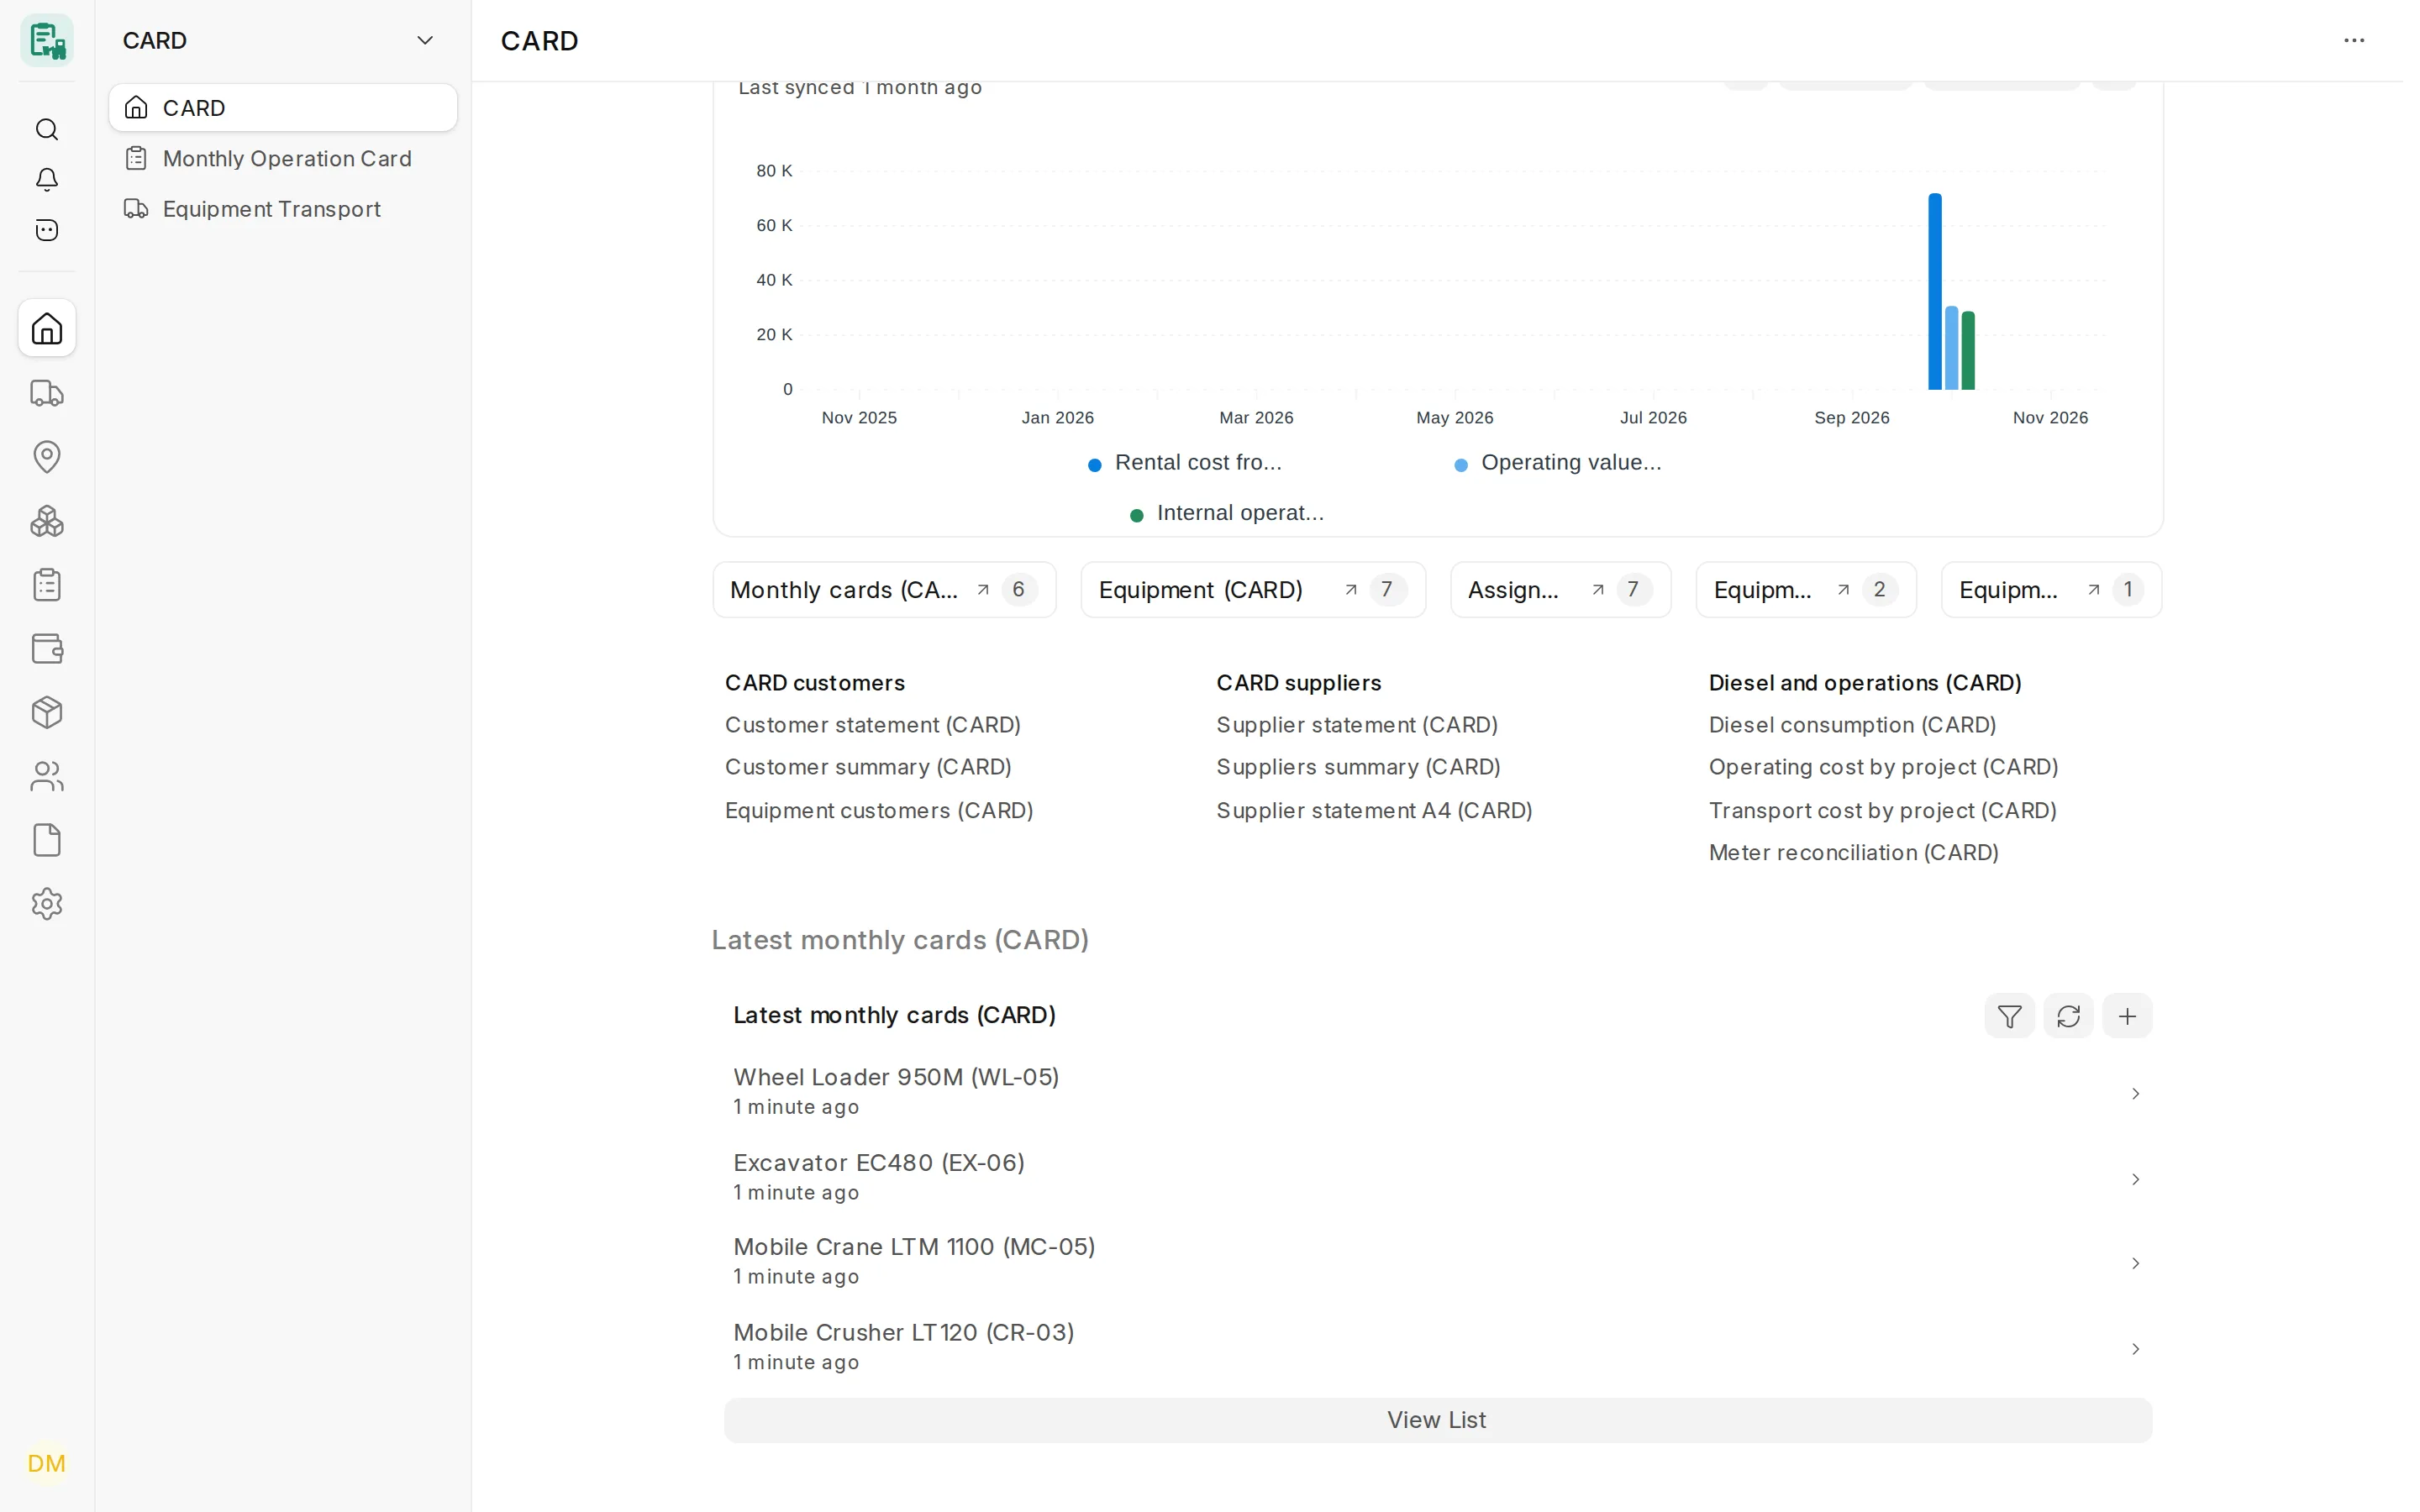 CARD
CARD
Monthly Operation Card
Equipment Transport
DM
CARD
Last synced 1 month ago
80 K
60 K
40 K
20 K
0
Nov 2025
Jan 2026
Mar 2026
May 2026
Jul 2026
Sep 2026
Nov 2026
Rental cost fro...
Operating value...
Internal operat...
Monthly cards (CA... 6
Equipment (CARD) 7
Assign... 7
Equipm... 2
Equipm... 1
CARD customers
Customer statement (CARD)
Customer summary (CARD)
Equipment customers (CARD)
CARD suppliers
Supplier statement (CARD)
Suppliers summary (CARD)
Supplier statement A4 (CARD)
Diesel and operations (CARD)
Diesel consumption (CARD)
Operating cost by project (CARD)
Transport cost by project (CARD)
Meter reconciliation (CARD)
Latest monthly cards (CARD)
Latest monthly cards (CARD)
Wheel Loader 950M (WL-05)
1 minute ago
Excavator EC480 (EX-06)
1 minute ago
Mobile Crane LTM 1100 (MC-05)
1 minute ago
Mobile Crusher LT120 (CR-03)
1 minute ago
View List